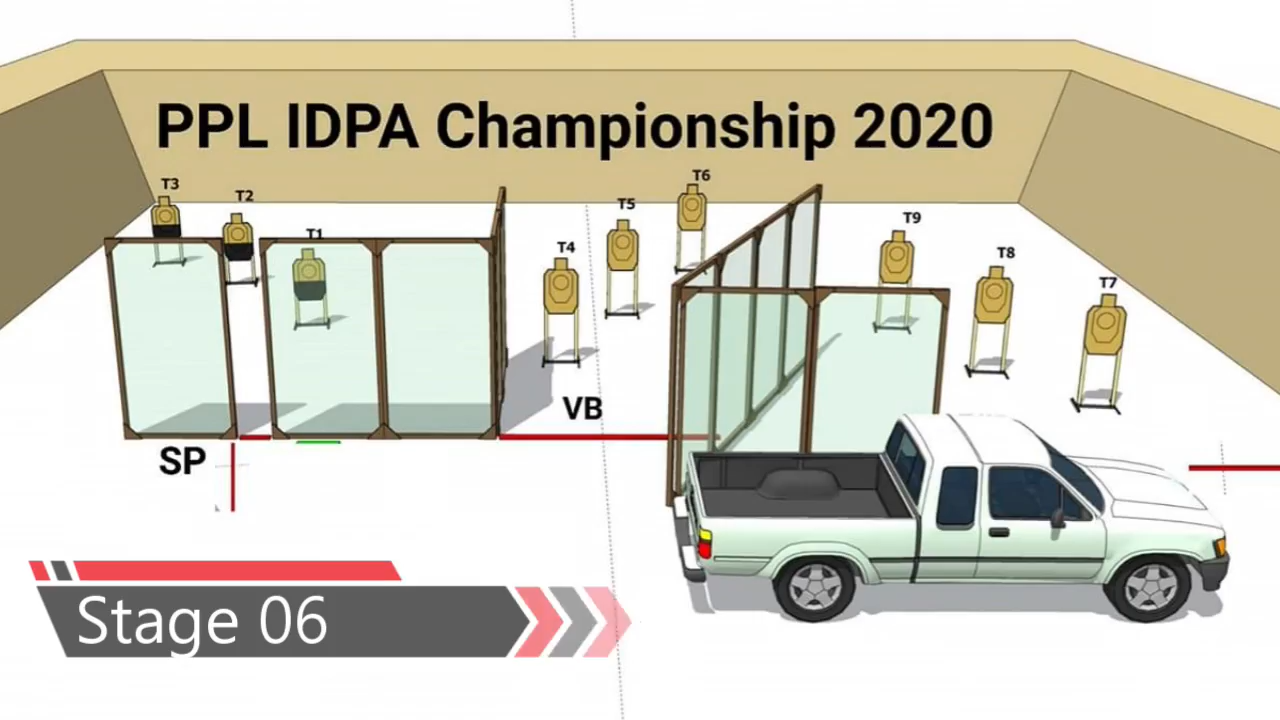 PPL IDPA Championship 2020
T3
T2
T1
T4
T5
T6
T9
T8
T7
VB
SP
Stage 06